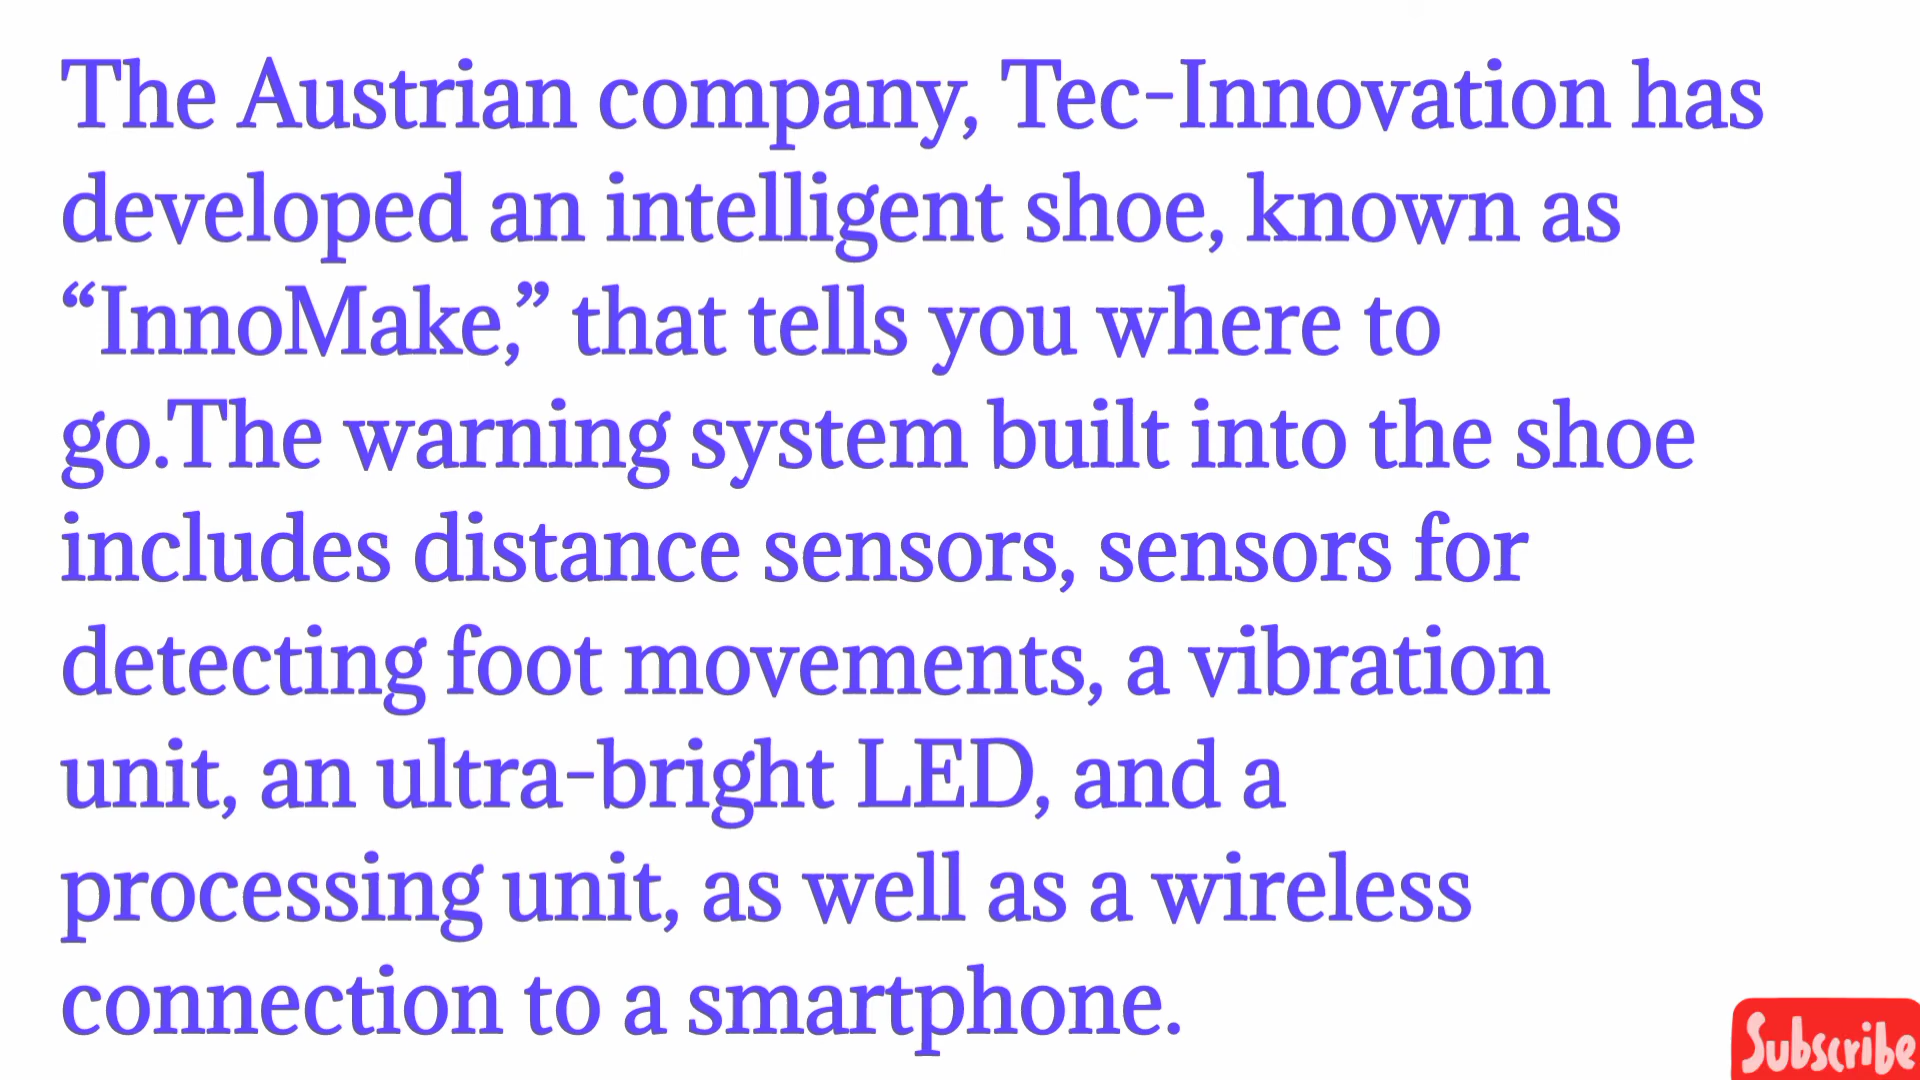 The Austrian company, Tec-Innovation has
developed an intelligent shoe, known as
“InnoMake,” that tells you where to
go.The warning system built into the shoe
includes distance sensors, sensors for
detecting foot movements, a vibration
unit, an ultra-bright LED, and a
processing unit, as well as a wireless
connection to a smartphone.
Subscribe